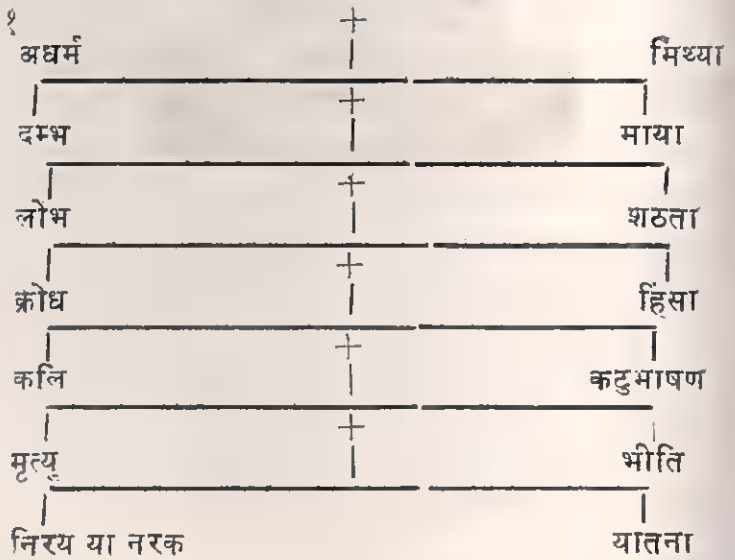 १
अधर्म + मिथ्या
+
दम्भ माया
+
लोभ शठता
+
क्रोध हिंसा
+
कलि कटुभाषण
+
मृत्यु भीति
निरय या नरक यातना